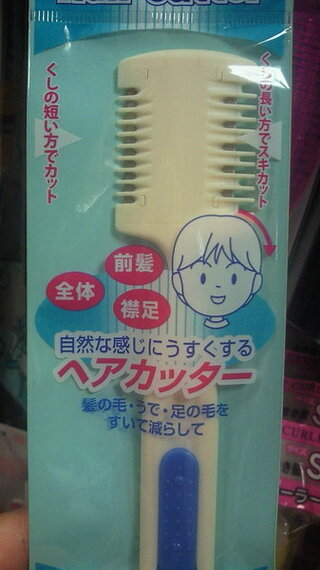 Hair Cutter
くしの短い方でカット
くしの長い方でスキカット
前髪
全体
襟足
自然な感じにうすくする
ヘアカッター
髪の毛・うで・足の毛を
すいて減らして
CURL